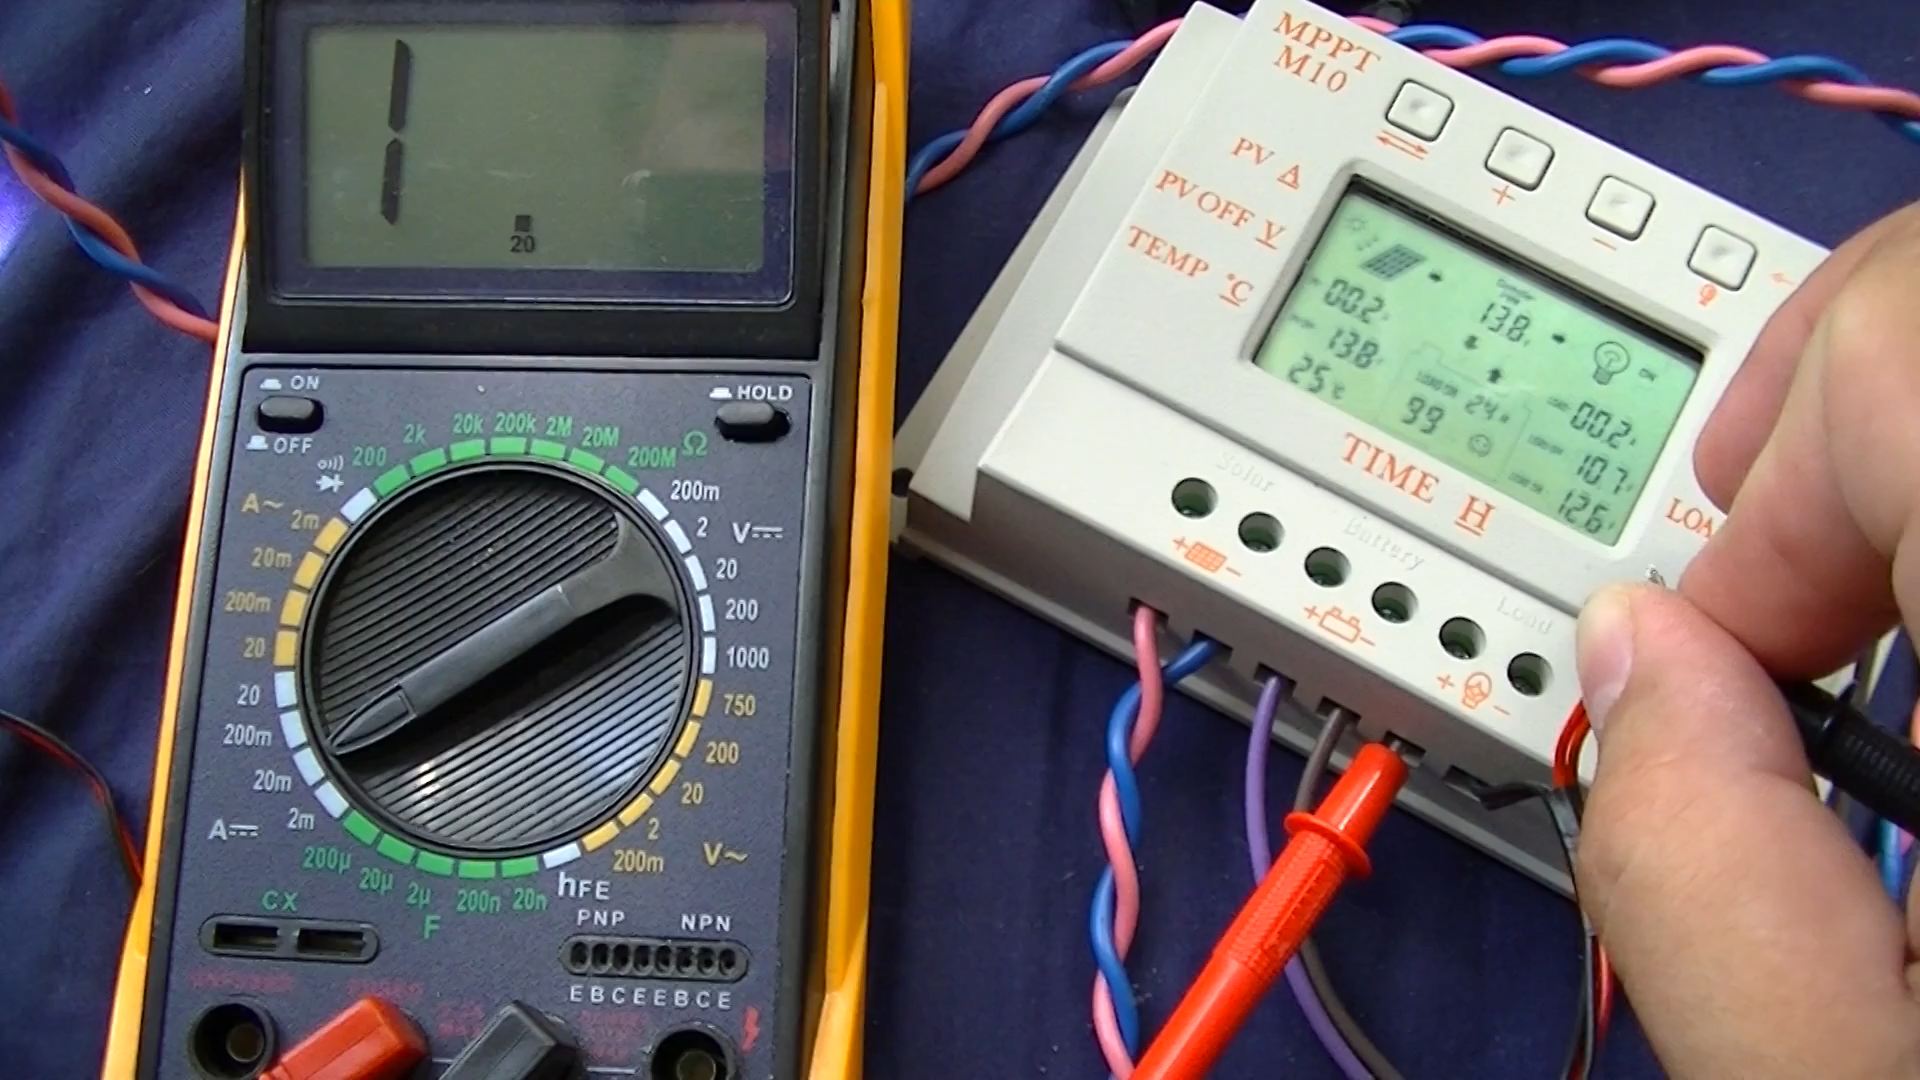 1
20
ON
OFF
HOLD
200
2k
20k
200k
2M
20M
200M
Ω
200m
2
V
20
200
1000
750
200
20
2
200m
V~
hFE
20n
200n
2µ
20µ
200µ
F
A~
2m
20m
200m
20
20
200m
20m
2m
A
CX
PNP
NPN
EBCEEBCE
MPPT
M10
+
−
PV A
PV OFF V
TEMP °C
00.2
13.8
25°C
13.8
24H
99
ON
00.2
10.7
12.6
TIME H
LOA
Solar
Battery
Load
+ −
+ −
+ −